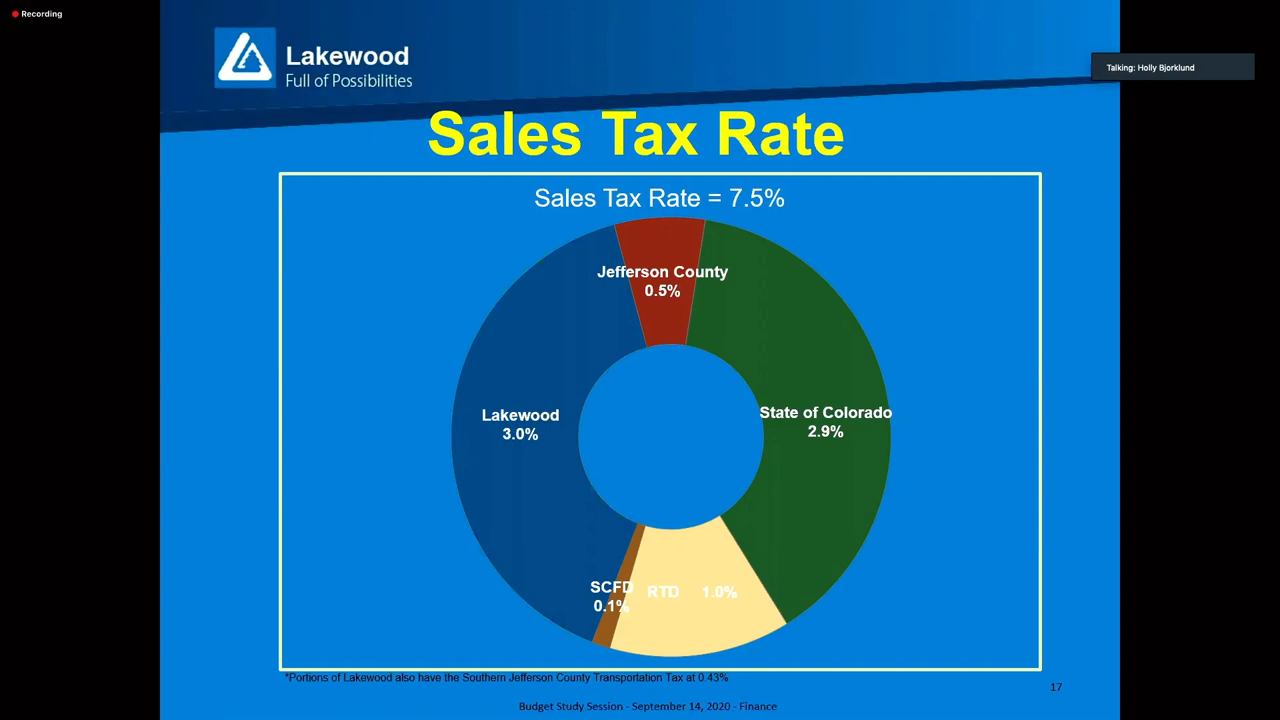 Recording
Lakewood
Full of Possibilities
Talking: Holly Bjorklund
Sales Tax Rate
Sales Tax Rate = 7.5%
Jefferson County
0.5%
State of Colorado
2.9%
Lakewood
3.0%
SCFD
0.1%
RTD 1.0%
*Portions of Lakewood also have the Southern Jefferson County Transportation Tax at 0.43%
17
Budget Study Session - September 14, 2020 - Finance